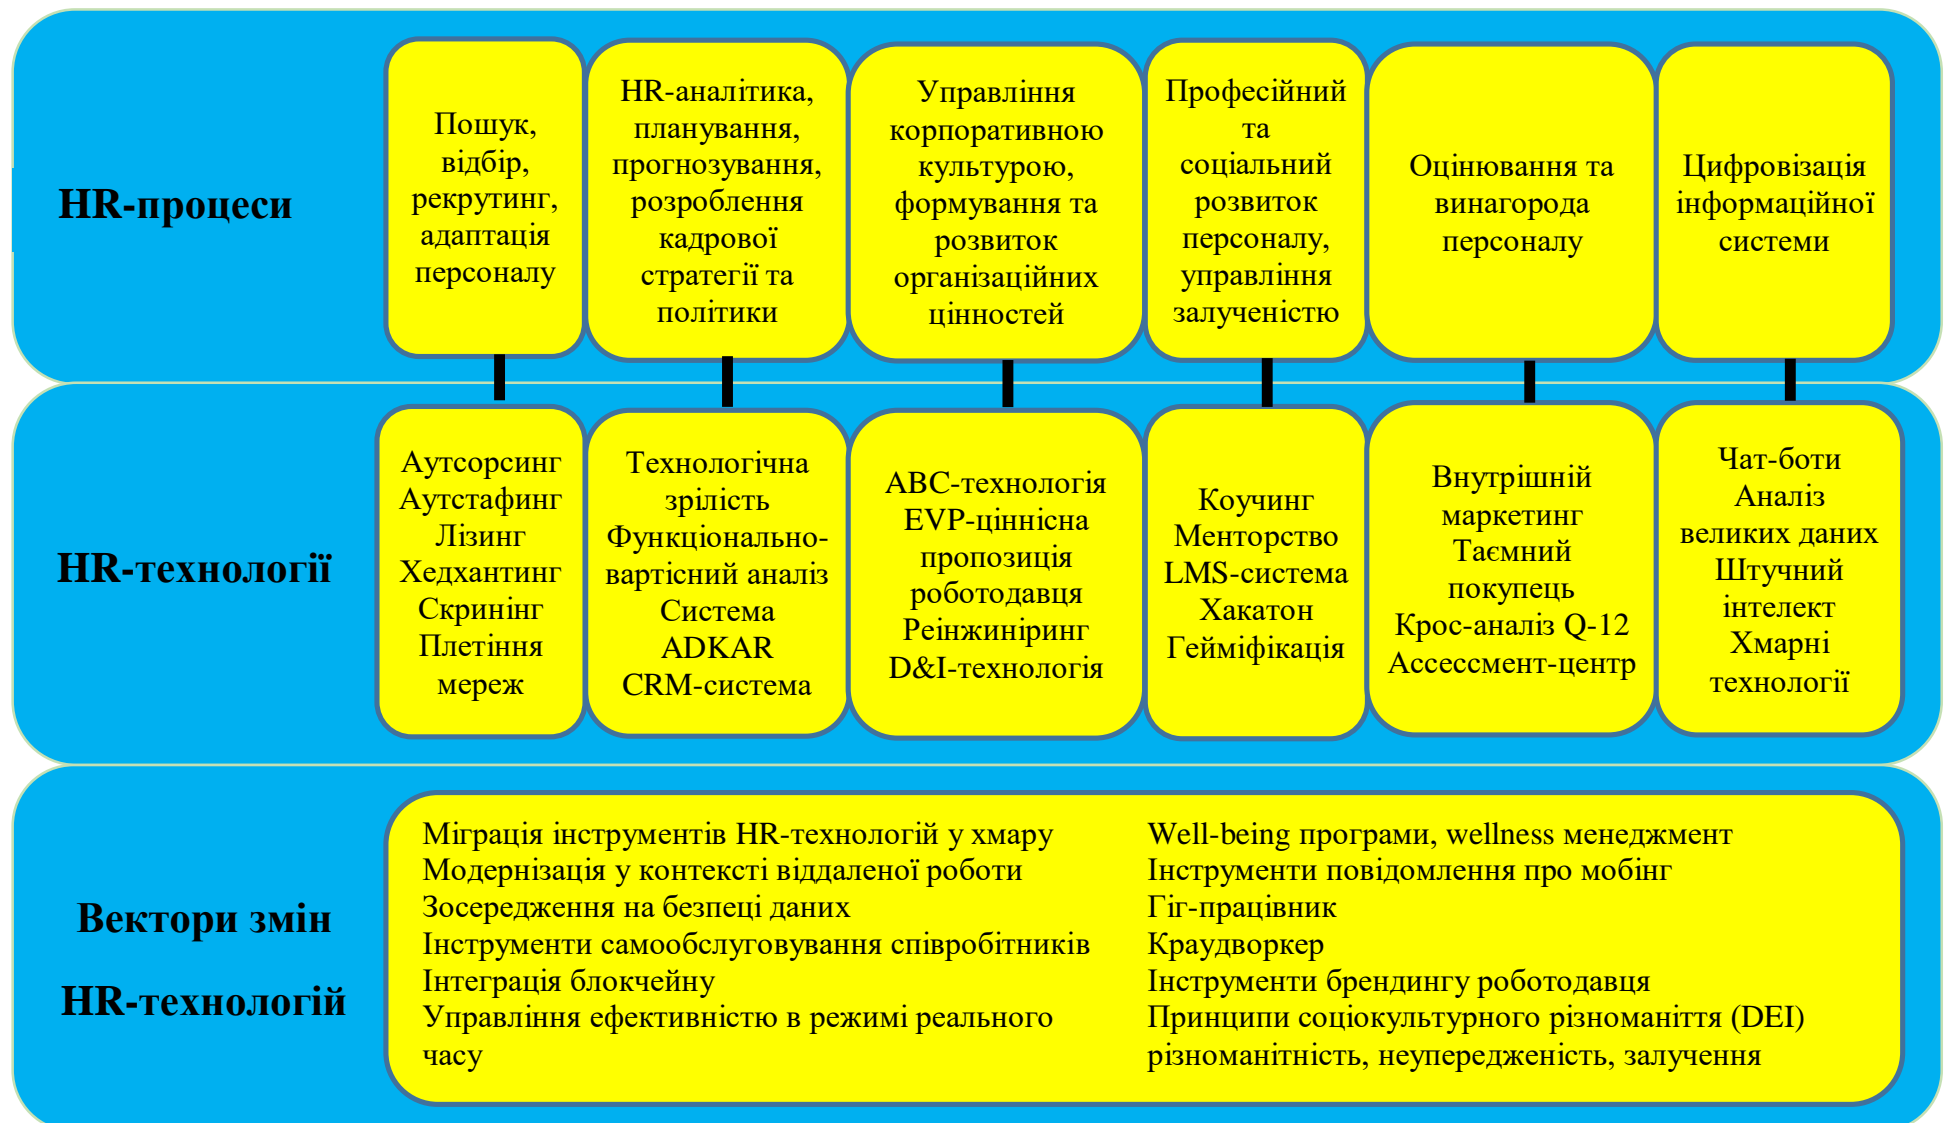 HR-процеси
Пошук,
відбір,
рекрутинг,
адаптація
персоналу
HR-аналітика,
планування,
прогнозування,
розроблення
кадрової
стратегії та
політики
Управління
корпоративною
культурою,
формування та
розвиток
організаційних
цінностей
Професійний
та
соціальний
розвиток
персоналу,
управління
залученістю
Оцінювання та
винагорода
персоналу
Цифровізація
інформаційної
системи
HR-технології
Аутсорсинг
Аутстафинг
Лізинг
Хедхантинг
Скринінг
Плетіння
мереж
Технологічна
зрілість
Функціонально-
вартісний аналіз
Система
ADKAR
CRM-система
ABC-технологія
EVP-ціннісна
пропозиція
роботодавця
Реінжиніринг
D&I-технологія
Коучинг
Менторство
LMS-система
Хакатон
Гейміфікація
Внутрішній
маркетинг
Таємний
покупець
Крос-аналіз Q-12
Ассессмент-центр
Чат-боти
Аналіз
великих даних
Штучний
інтелект
Хмарні
технології
Вектори змін
HR-технологій
Міграція інструментів HR-технологій у хмару
Модернізація у контексті віддаленої роботи
Зосередження на безпеці даних
Інструменти самообслуговування співробітників
Інтеграція блокчейну
Управління ефективністю в режимі реального
часу
Well-being програми, wellness менеджмент
Інструменти повідомлення про мобінг
Гіг-працівник
Краудворкер
Інструменти брендингу роботодавця
Принципи соціокультурного різноманіття (DEI)
різноманітність, неупередженість, залучення